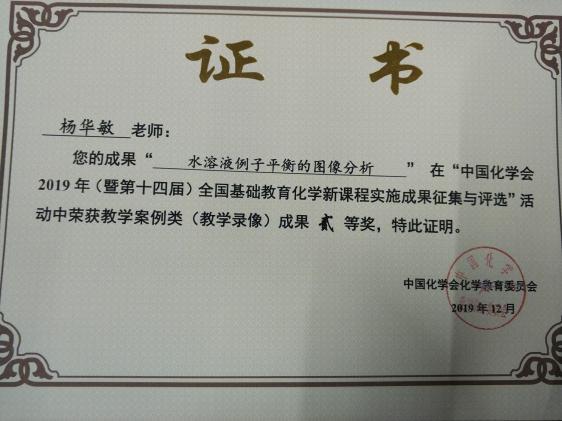 证书
杨华敏 老师：
您的成果“ 水溶液例子平衡的图像分析 ”在“中国化学会
2019年（暨第十四届）全国基础教育化学新课程实施成果征集与评选”活
动中荣获教学案例类（教学录像）成果 贰 等奖，特此证明。
中国化学会化学教育委员会
2019年12月